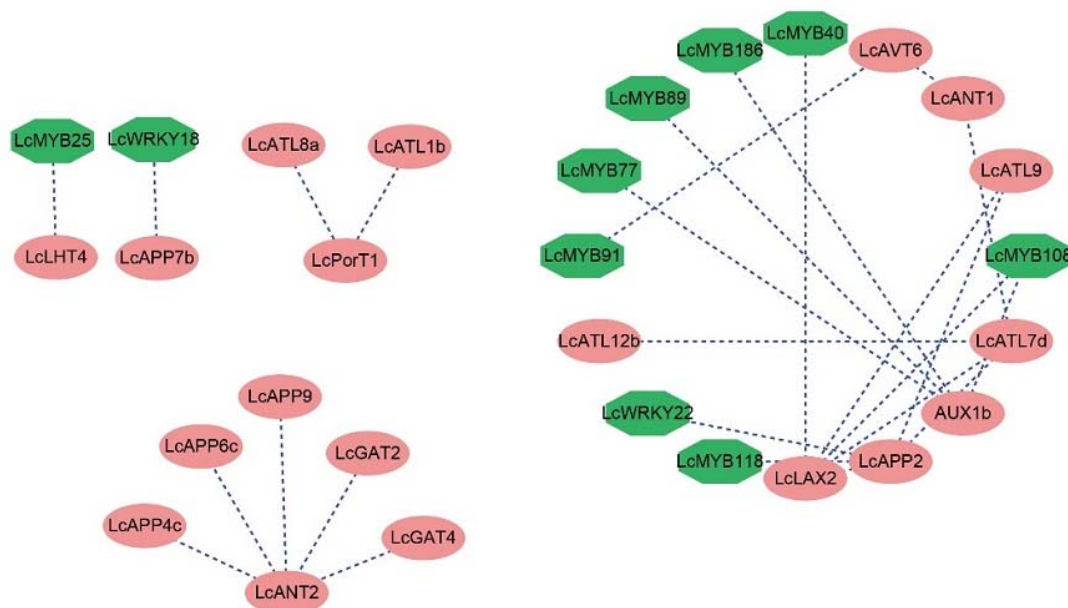 LcMYB25
LcWRKY18
LcATL8a
LcATL1b
LcLHT4
LcAPP7b
LcPorT1
LcAPP9
LcAPP6c
LcGAT2
LcAPP4c
LcGAT4
LcANT2
LcMYB40
LcMYB186
LcAVT6
LcMYB89
LcANT1
LcMYB77
LcATL9
LcMYB91
LcMYB108
LcATL12b
LcATL7d
LcWRKY22
AUX1b
LcMYB118
LcLAX2
LcAPP2